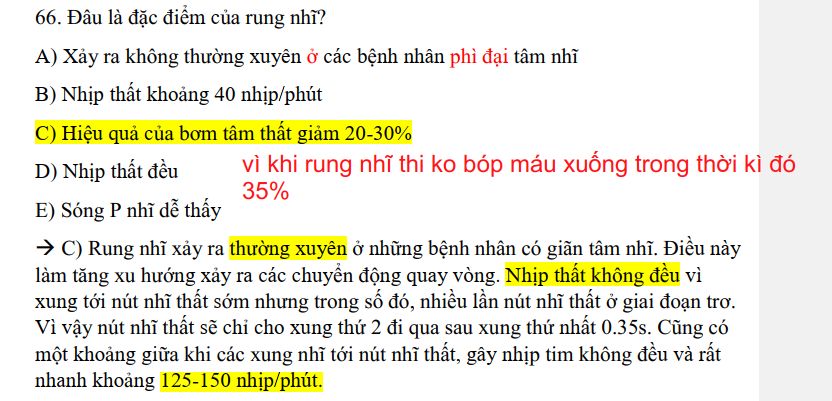 66. Đâu là đặc điểm của rung nhĩ?
A) Xảy ra không thường xuyên ở các bệnh nhân phì đại tâm nhĩ
B) Nhịp thất khoảng 40 nhịp/phút
C) Hiệu quả của bơm tâm thất giảm 20-30%
D) Nhịp thất đều
vì khi rung nhĩ thi ko bóp máu xuống trong thời kì đó
35%
E) Sóng P nhĩ dễ thấy
→ C) Rung nhĩ xảy ra thường xuyên ở những bệnh nhân có giãn tâm nhĩ. Điều này
làm tăng xu hướng xảy ra các chuyển động quay vòng. Nhịp thất không đều vì
xung tới nút nhĩ thất sớm nhưng trong số đó, nhiều lần nút nhĩ thất ở giai đoạn trơ.
Vì vậy nút nhĩ thất sẽ chỉ cho xung thứ 2 đi qua sau xung thứ nhất 0.35s. Cũng có
một khoảng giữa khi các xung nhĩ tới nút nhĩ thất, gây nhịp tim không đều và rất
nhanh khoảng 125-150 nhịp/phút.